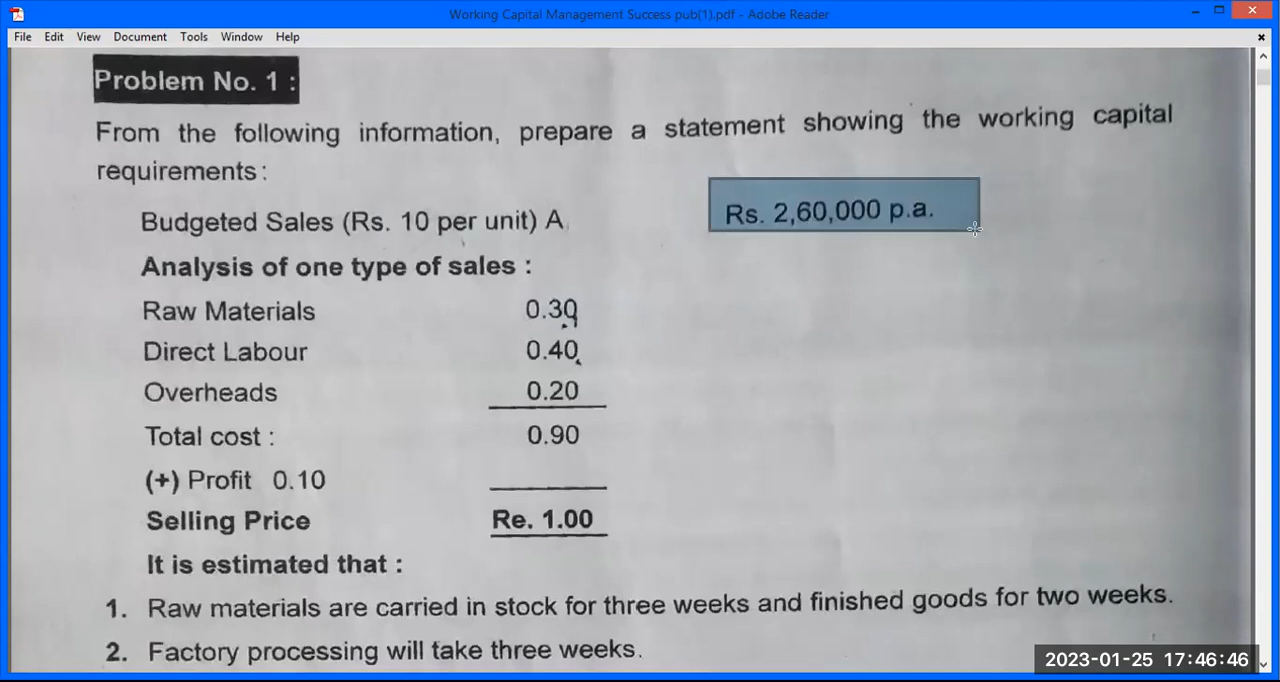 Working Capital Management Success pub(1).pdf - Adobe Reader
File Edit View Document Tools Window Help
Problem No. 1 :
From the following information, prepare a statement showing the working capital
requirements :
Budgeted Sales (Rs. 10 per unit) A Rs. 2,60,000 p.a.
Analysis of one type of sales :
Raw Materials 0.30
Direct Labour 0.40
Overheads 0.20
Total cost : 0.90
(+) Profit 0.10
Selling Price Re. 1.00
It is estimated that :
1. Raw materials are carried in stock for three weeks and finished goods for two weeks.
2. Factory processing will take three weeks.
2023-01-25 17:46:46